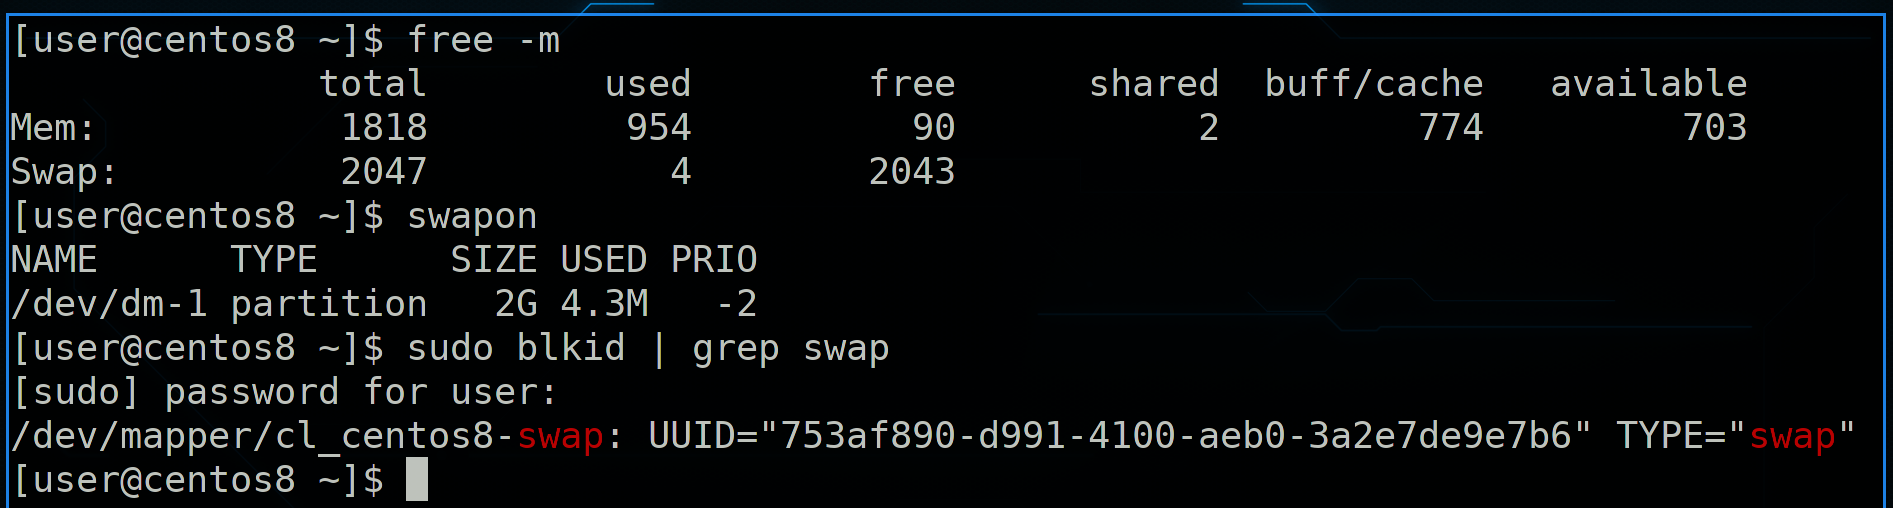 [user@centos8 ~]$ free -m
              total        used        free      shared  buff/cache   available
Mem:           1818         954          90           2         774         703
Swap:          2047           4        2043
[user@centos8 ~]$ swapon
NAME      TYPE      SIZE USED PRIO
/dev/dm-1 partition   2G 4.3M   -2
[user@centos8 ~]$ sudo blkid | grep swap
[sudo] password for user:
/dev/mapper/cl_centos8-swap: UUID="753af890-d991-4100-aeb0-3a2e7de9e7b6" TYPE="swap"
[user@centos8 ~]$